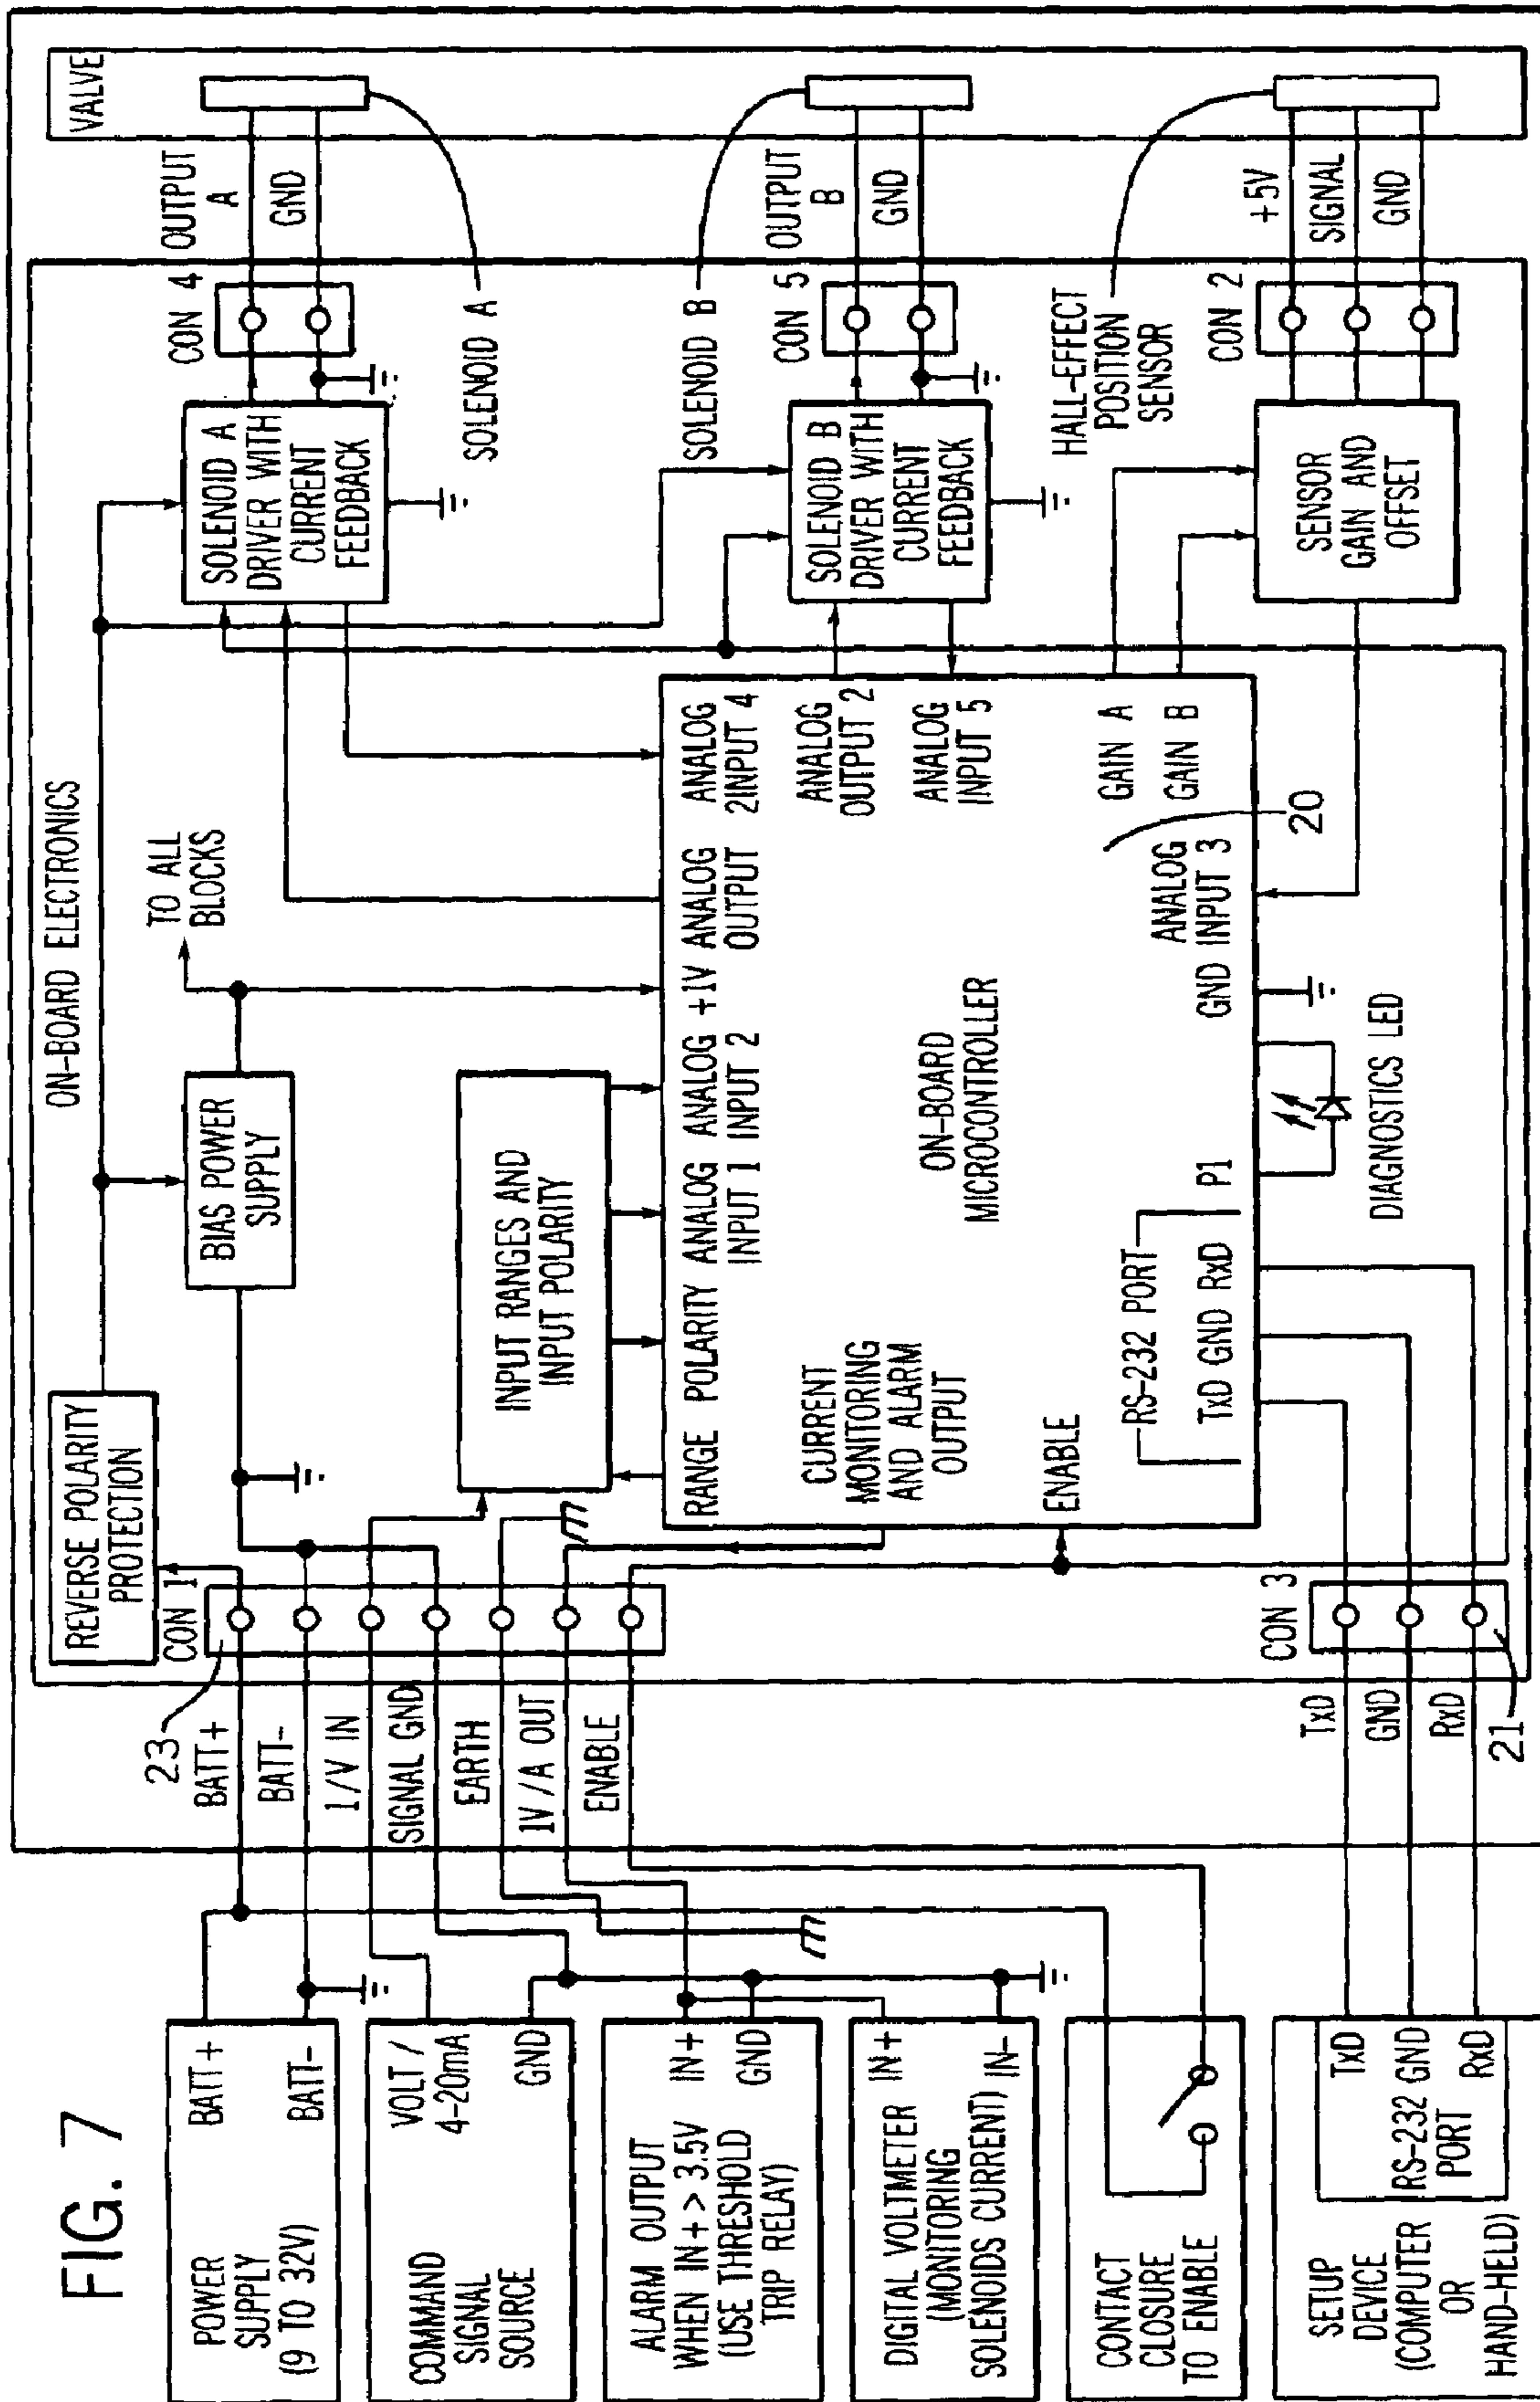 FIG. 7
POWER
SUPPLY
(9 TO 32V)
BATT+
BATT-
COMMAND
SIGNAL
SOURCE
VOLT /
4-20mA
GND
ALARM OUTPUT
WHEN IN+ > 3.5V
(USE THRESHOLD
TRIP RELAY)
IN+
GND
DIGITAL VOLTMETER
(MONITORING
SOLENOIDS CURRENT)
IN+
IN-
CONTACT
CLOSURE
TO ENABLE
SETUP
DEVICE
(COMPUTER
OR
HAND-HELD)
TxD
RS-232 GND
PORT
RxD
23
BATT+
BATT-
1/V IN
SIGNAL GND
EARTH
1V/A OUT
ENABLE
TxD
GND
RxD
21
ON-BOARD ELECTRONICS
REVERSE POLARITY
PROTECTION
CON 1
CON 3
BIAS POWER
SUPPLY
TO ALL
BLOCKS
INPUT RANGES AND
INPUT POLARITY
RANGE POLARITY ANALOG ANALOG +1V ANALOG ANALOG
INPUT 1 INPUT 2 OUTPUT 2INPUT 4
CURRENT
MONITORING
AND ALARM
OUTPUT
ENABLE
ON-BOARD
MICROCONTROLLER
ANALOG
OUTPUT 2
ANALOG
INPUT 5
GAIN A
GAIN B
20
RS-232 PORT
TxD GND RxD P1
GND
ANALOG
INPUT 3
DIAGNOSTICS LED
SOLENOID A
DRIVER WITH
CURRENT
FEEDBACK
CON 4
OUTPUT
A
GND
SOLENOID A
SOLENOID B
SOLENOID B
DRIVER WITH
CURRENT
FEEDBACK
CON 5
OUTPUT
B
GND
HALL-EFFECT
POSITION
SENSOR
SENSOR
GAIN AND
OFFSET
CON 2
+5V
SIGNAL
GND
VALVE